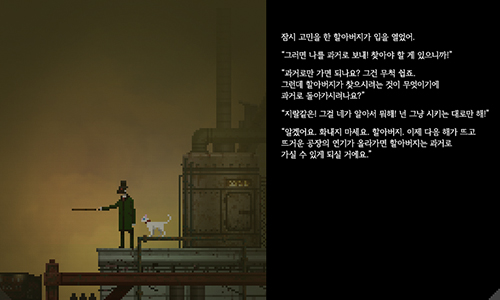 잠시 고민을 한 할아버지가 입을 열었어.
“그러면 나를 과거로 보내! 찾아야 할 게 있으니까!”
“과거로만 가면 되나요? 그건 무척 쉽죠.
그런데 할아버지가 찾으시려는 것이 무엇이기에
과거로 돌아가시려나요?”
“지랄같은! 그걸 네가 알아서 뭐해! 넌 그냥 시키는 대로만 해!”
“알겠어요. 화내지 마세요. 할아버지. 이제 다음 해가 뜨고
뜨거운 공장의 연기가 올라가면 할아버지는 과거로
가실 수 있게 되실 거에요.”